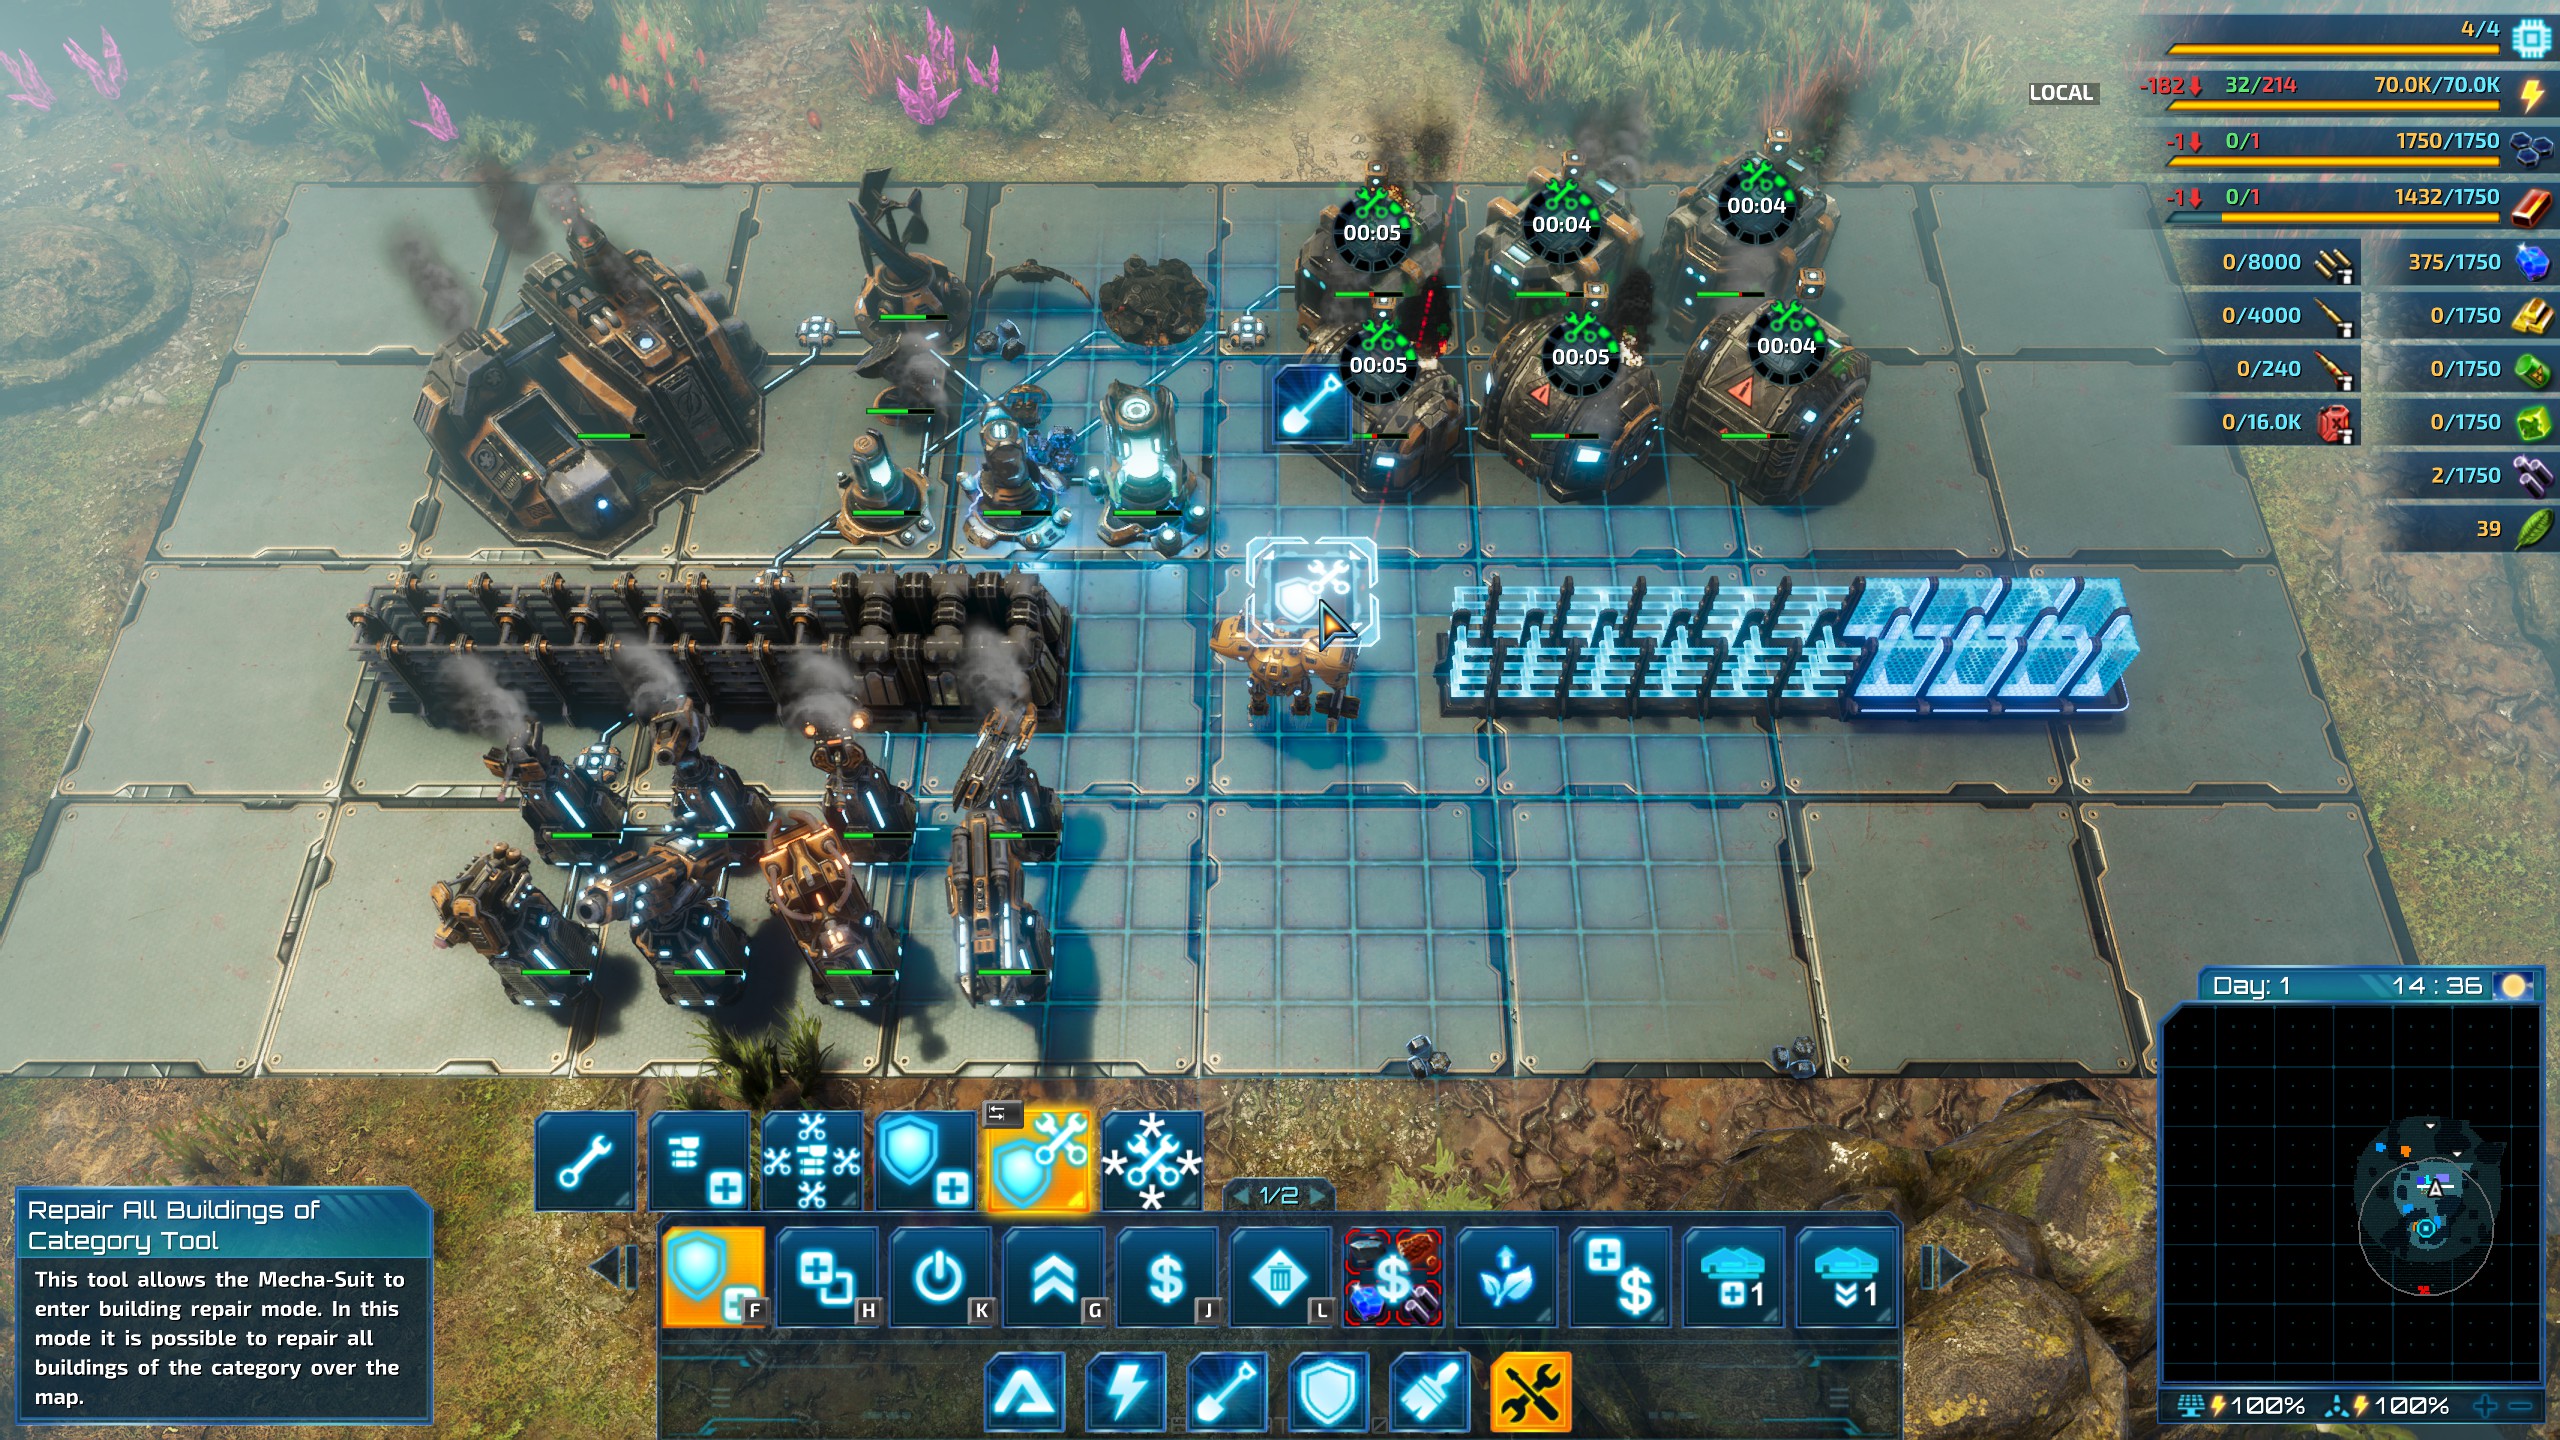 4/4
LOCAL
-182 32/214 70.0K/70.0K
-1 0/1 1750/1750
-1 0/1 1432/1750
0/8000 375/1750
0/4000 0/1750
0/240 0/1750
0/16.0K 0/1750
2/1750
39
00:05
00:04
00:04
00:05
00:05
00:04
Day: 1 14:36
1/2
Repair All Buildings of
Category Tool
This tool allows the Mecha-Suit to
enter building repair mode. In this
mode it is possible to repair all
buildings of the category over the
map.
F
H
K
G
J
L
1
1
100% 100%